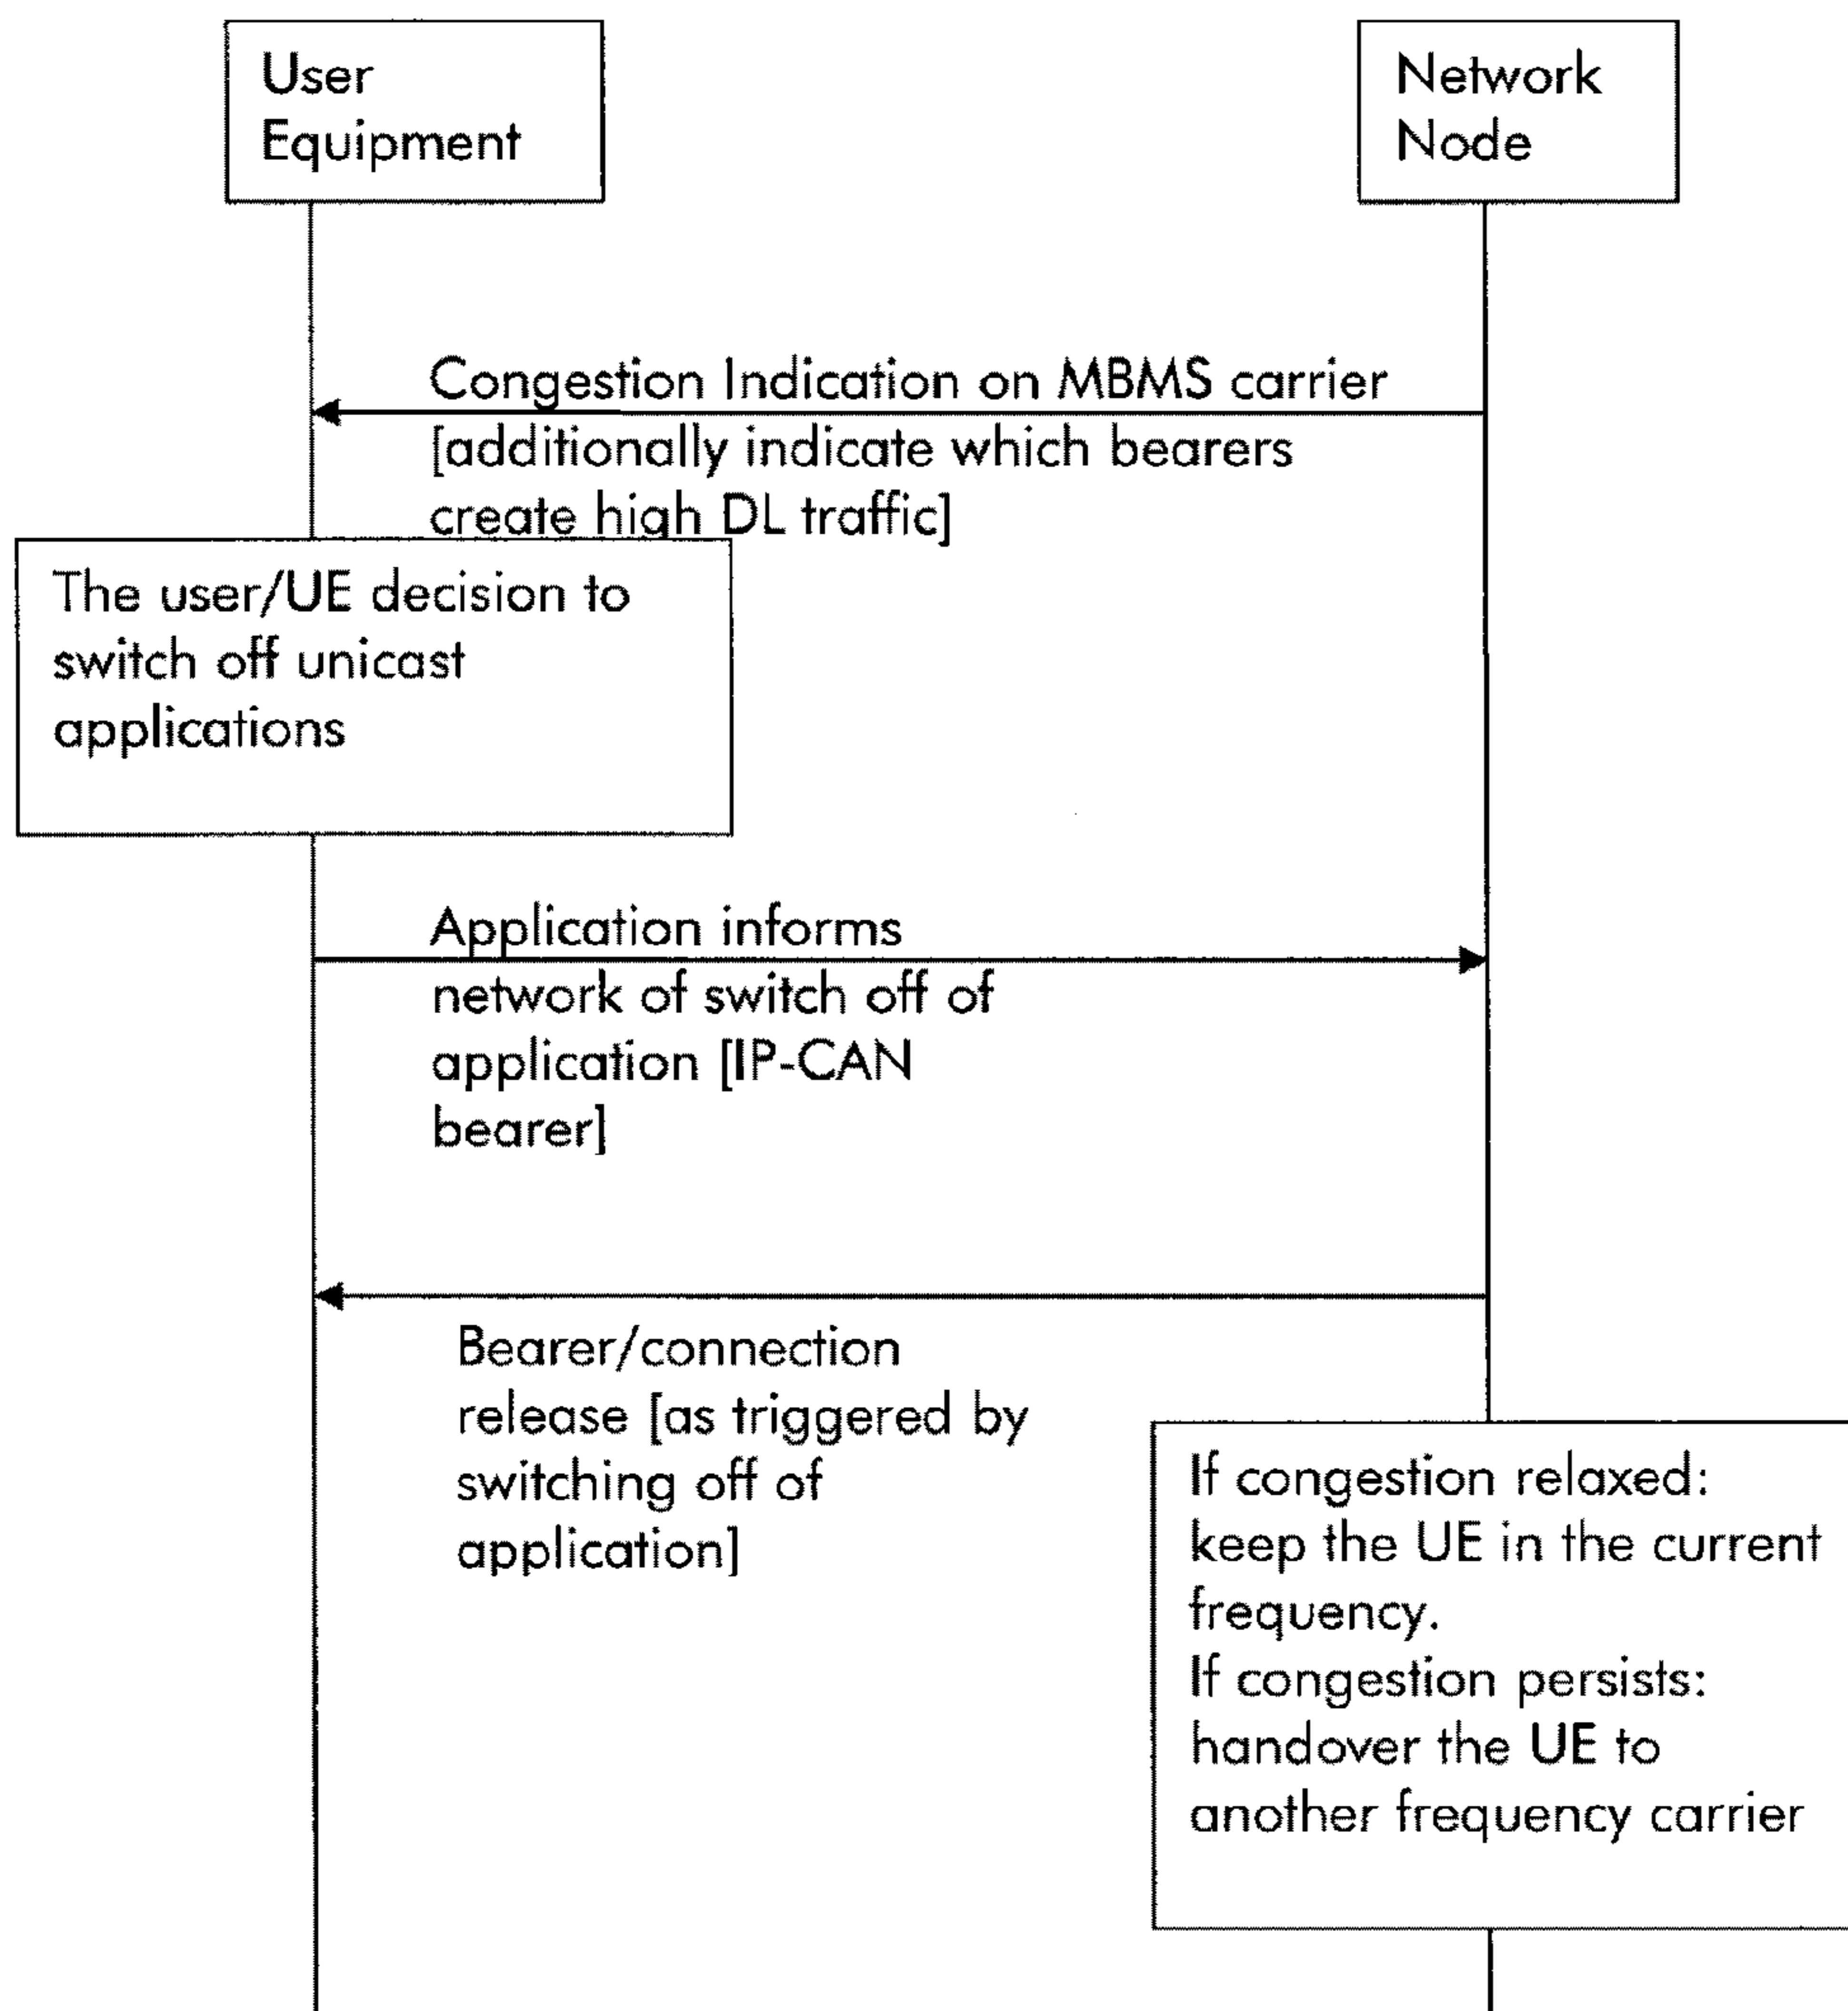 User
Equipment
Network
Node
Congestion Indication on MBMS carrier
[additionally indicate which bearers
create high DL traffic]
The user/UE decision to
switch off unicast
applications
Application informs
network of switch off of
application [IP-CAN
bearer]
Bearer/connection
release [as triggered by
switching off of
application]
If congestion relaxed:
keep the UE in the current
frequency.
If congestion persists:
handover the UE to
another frequency carrier